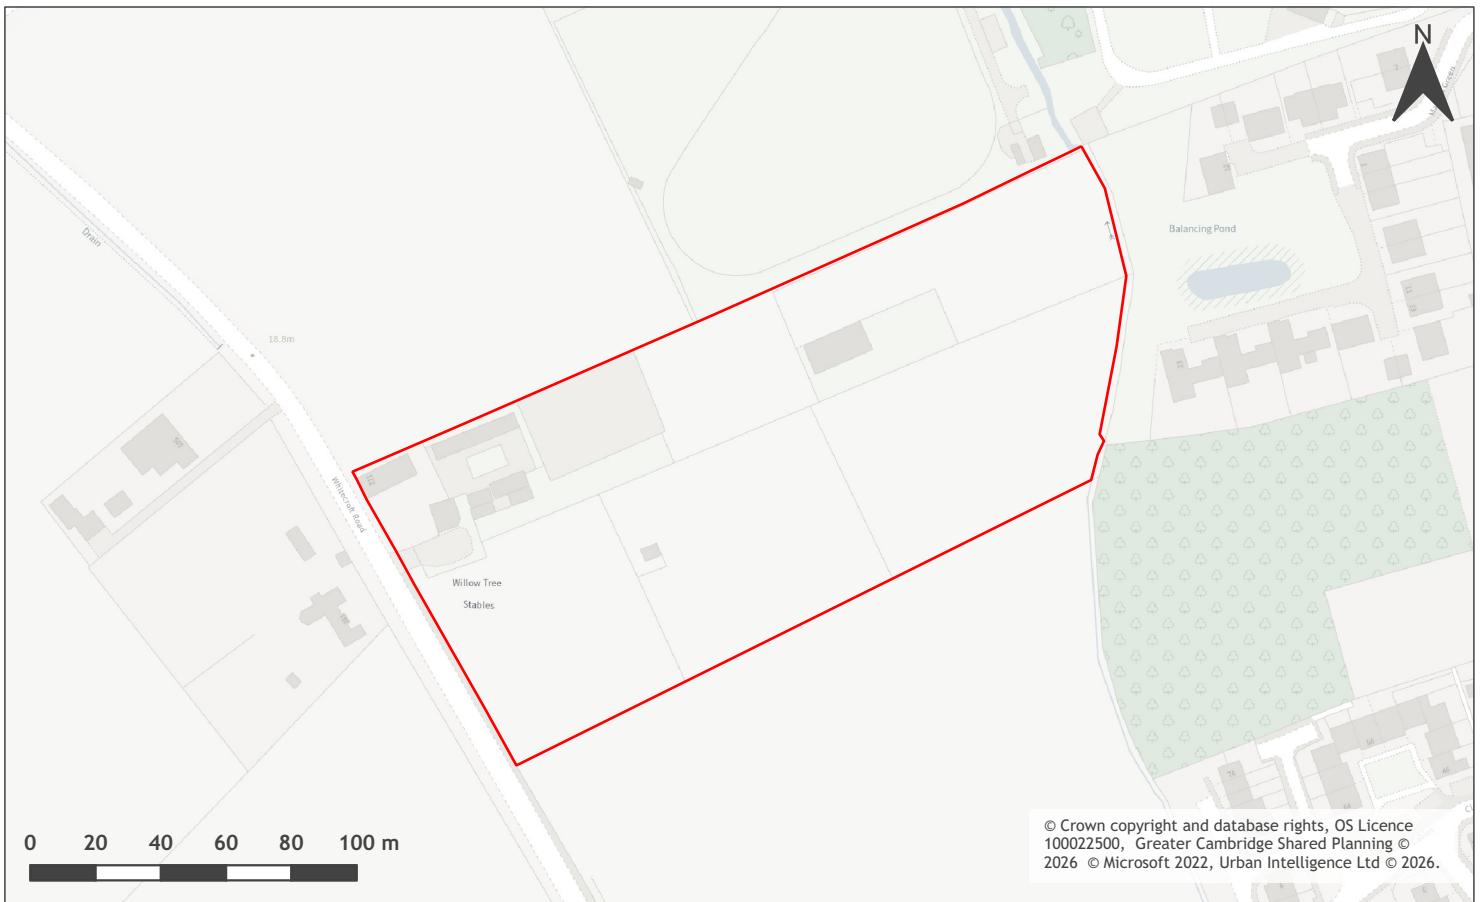 N
Drain
18.8m
Balancing Pond
Whitecroft Road
Willow Tree
Stables
0 20 40 60 80 100 m
© Crown copyright and database rights, OS Licence
100022500, Greater Cambridge Shared Planning ©
2026 © Microsoft 2022, Urban Intelligence Ltd © 2026.